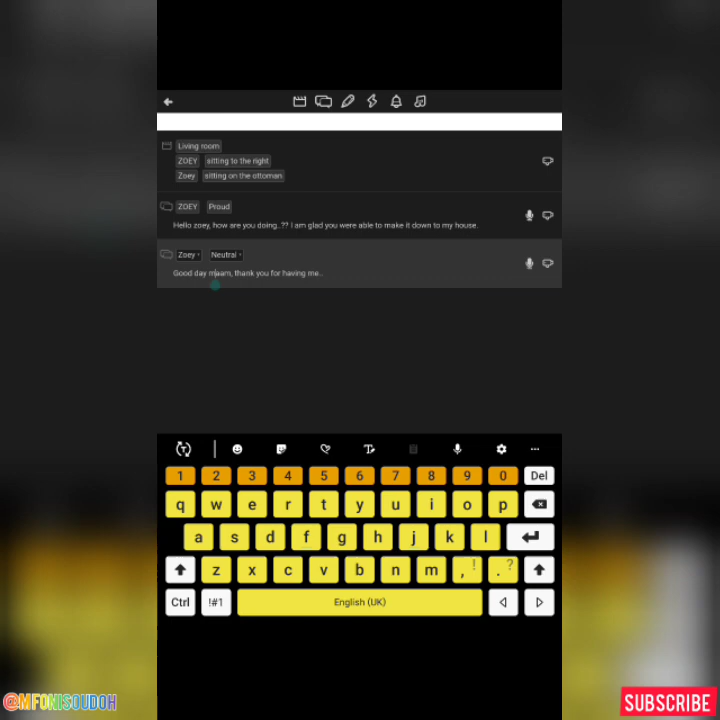 Living room
ZOEY sitting to the right
Zoey sitting on the ottoman
ZOEY Proud
Hello zoey, how are you doing..?? I am glad you were able to make it down to my house.
Zoey Neutral
Good day maam, thank you for having me..
1 2 3 4 5 6 7 8 9 0 Del
q w e r t y u i o p
a s d f g h j k l
z x c v b n m , ! . ?
Ctrl !#1 English (UK)
@MFONISOUDOH
SUBSCRIBE